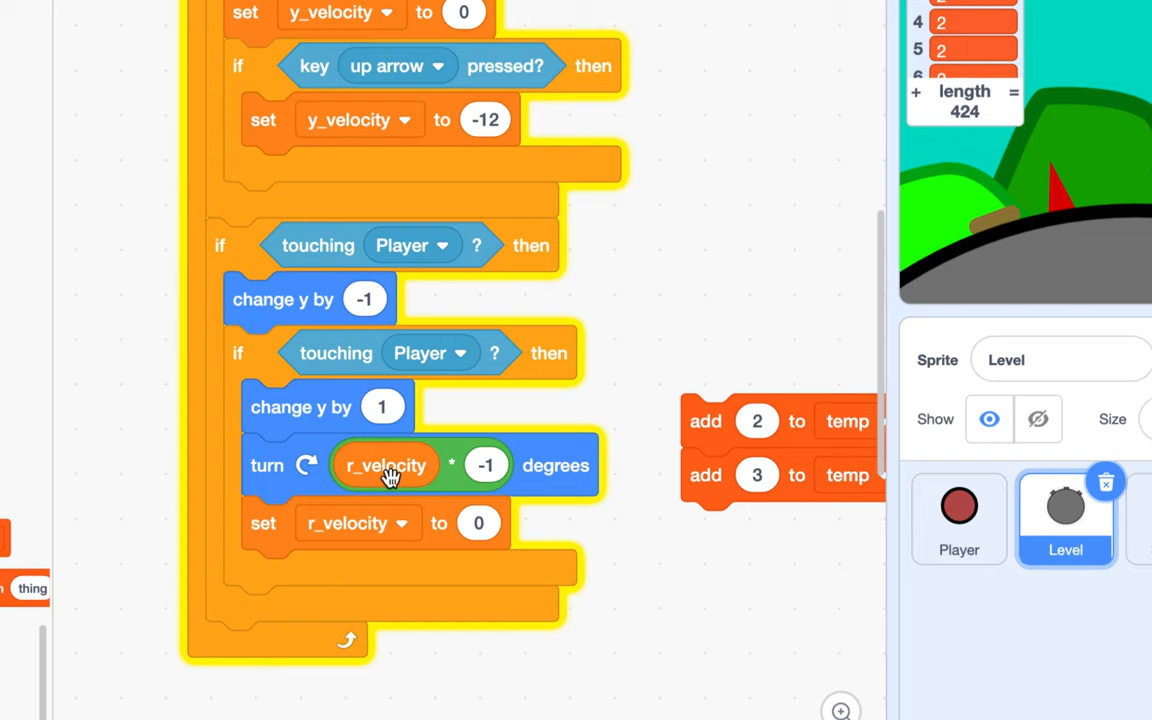 set y_velocity to 0
if key up arrow pressed? then
set y_velocity to -12
if touching Player ? then
change y by -1
if touching Player ? then
change y by 1
turn r_velocity * -1 degrees
set r_velocity to 0
thing
add 2 to temp
add 3 to temp
4 2
5 2
6
+ length =
424
Sprite Level
Show Size
Player
Level